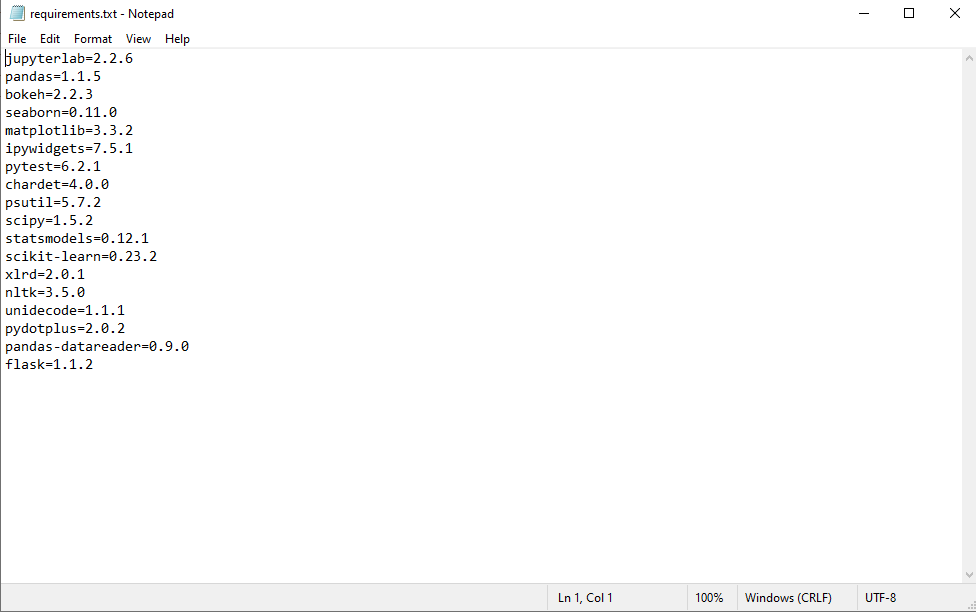 requirements.txt - Notepad
File Edit Format View Help
jupyterlab=2.2.6
pandas=1.1.5
bokeh=2.2.3
seaborn=0.11.0
matplotlib=3.3.2
ipywidgets=7.5.1
pytest=6.2.1
chardet=4.0.0
psutil=5.7.2
scipy=1.5.2
statsmodels=0.12.1
scikit-learn=0.23.2
xlrd=2.0.1
nltk=3.5.0
unidecode=1.1.1
pydotplus=2.0.2
pandas-datareader=0.9.0
flask=1.1.2
Ln 1, Col 1 100% Windows (CRLF) UTF-8